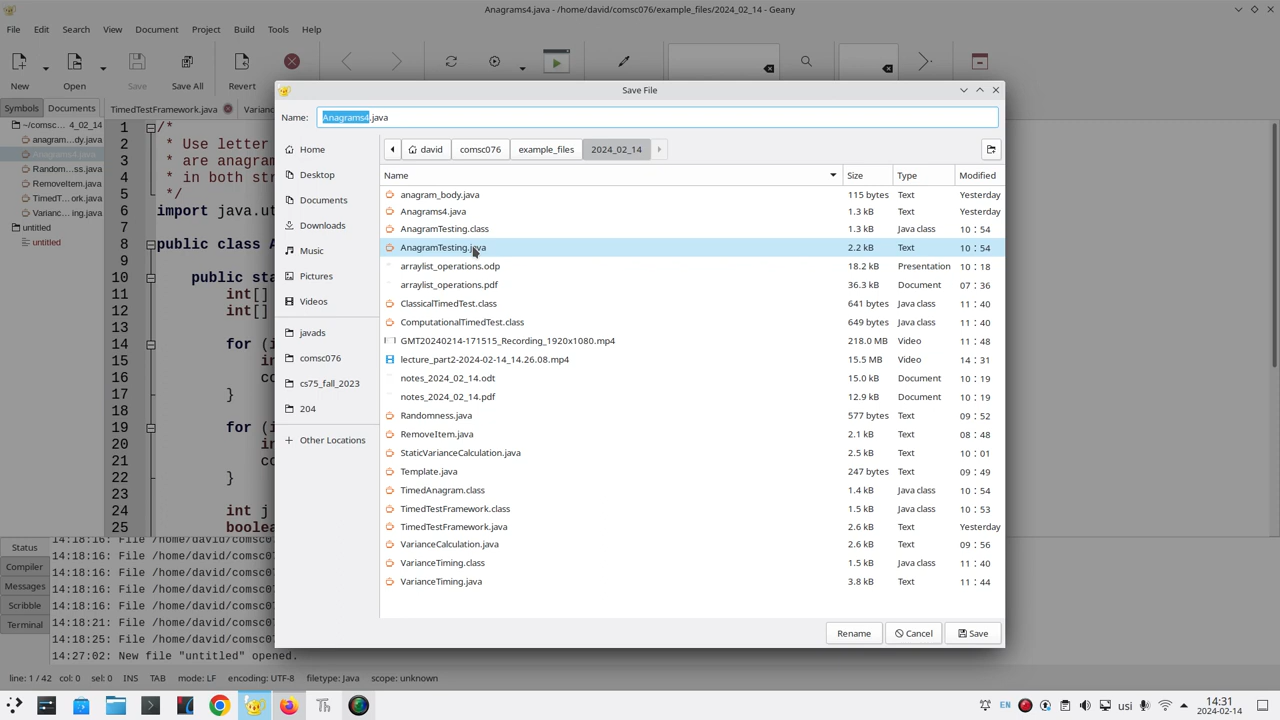 Anagrams4.java - /home/david/comsc076/example_files/2024_02_14 - Geany
File Edit Search View Document Project Build Tools Help
New Open Save Save All Revert
Symbols Documents TimedTestFramework.java Varianc
~/comsc... 4_02_14
anagram...dy.java
Anagrams4.java
Random...ss.java
RemoveItem.java
TimedT...ork.java
Varianc...ing.java
untitled
untitled
1 /*
2 * Use letter
3 * are anagram
4 * in both str
5 */
6 import java.ut
7
8 public class A
9
10 public sta
11 int[]
12 int[]
13
14 for (i
15 in
16 co
17 }
18
19 for (i
20 in
21 co
22 }
23
24 int j
25 boolea
Save File
Name: Anagrams4.java
david comsc076 example_files 2024_02_14
Home
Desktop
Documents
Downloads
Music
Pictures
Videos
javads
comsc076
cs75_fall_2023
204
Other Locations
Name Size Type Modified
anagram_body.java 115 bytes Text Yesterday
Anagrams4.java 1.3 kB Text Yesterday
AnagramTesting.class 1.3 kB Java class 10:54
AnagramTesting.java 2.2 kB Text 10:54
arraylist_operations.odp 18.2 kB Presentation 10:18
arraylist_operations.pdf 36.3 kB Document 07:36
ClassicalTimedTest.class 641 bytes Java class 11:40
ComputationalTimedTest.class 649 bytes Java class 11:40
GMT20240214-171515_Recording_1920x1080.mp4 218.0 MB Video 11:48
lecture_part2-2024-02-14_14.26.08.mp4 15.5 MB Video 14:31
notes_2024_02_14.odt 15.0 kB Document 10:19
notes_2024_02_14.pdf 12.9 kB Document 10:19
Randomness.java 577 bytes Text 09:52
RemoveItem.java 2.1 kB Text 08:48
StaticVarianceCalculation.java 2.5 kB Text 10:01
Template.java 247 bytes Text 09:49
TimedAnagram.class 1.4 kB Java class 10:54
TimedTestFramework.class 1.5 kB Java class 10:53
TimedTestFramework.java 2.6 kB Text Yesterday
VarianceCalculation.java 2.6 kB Text 09:56
VarianceTiming.class 1.5 kB Java class 11:40
VarianceTiming.java 3.8 kB Text 11:44
Rename Cancel Save
Status
Compiler
Messages
Scribble
Terminal
14:18:16: File /home/david/comsc0
14:18:16: File /home/david/comsc0
14:18:16: File /home/david/comsc0
14:18:16: File /home/david/comsc0
14:18:16: File /home/david/comsc0
14:18:21: File /home/david/comsc0
14:18:25: File /home/david/comsc0
14:27:02: New file "untitled" opened.
line: 1 / 42 col: 0 sel: 0 INS TAB mode: LF encoding: UTF-8 filetype: Java scope: unknown
Th EN usi 14:31
2024-02-14